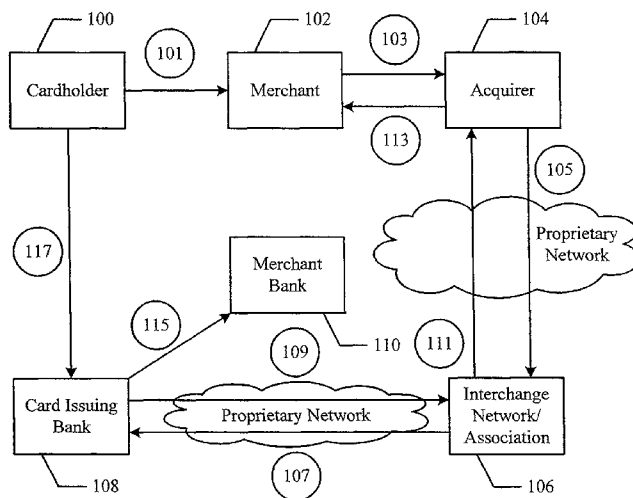 100
102
104
101
103
Cardholder
Merchant
Acquirer
113
105
117
Proprietary
Network
Merchant
Bank
115
110
111
109
Card Issuing
Bank
Proprietary Network
Interchange
Network/
Association
107
108
106